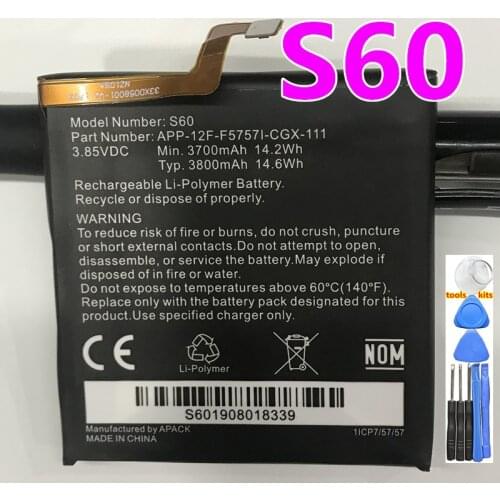 S60
Model Number: S60
Part Number: APP-12F-F5757I-CGX-111
3.85VDC Min. 3700mAh 14.2Wh
Typ. 3800mAh 14.6Wh
Rechargeable Li-Polymer Battery.
Recycle or dispose of properly.
WARNING
To reduce risk of fire or burns, do not crush, puncture
or short external contacts. Do not attempt to open,
disassembly, or service the battery. May explode if
disposed of in fire or water.
Do not expose to temperatures above 60°C(140°F).
Replace only with the battery pack designated for this
product. Use specified charger only.
CE
Li-Polymer
NOM
S601908018339
Manufactured by APACK
MADE IN CHINA
1ICP7/57/57
tools kits